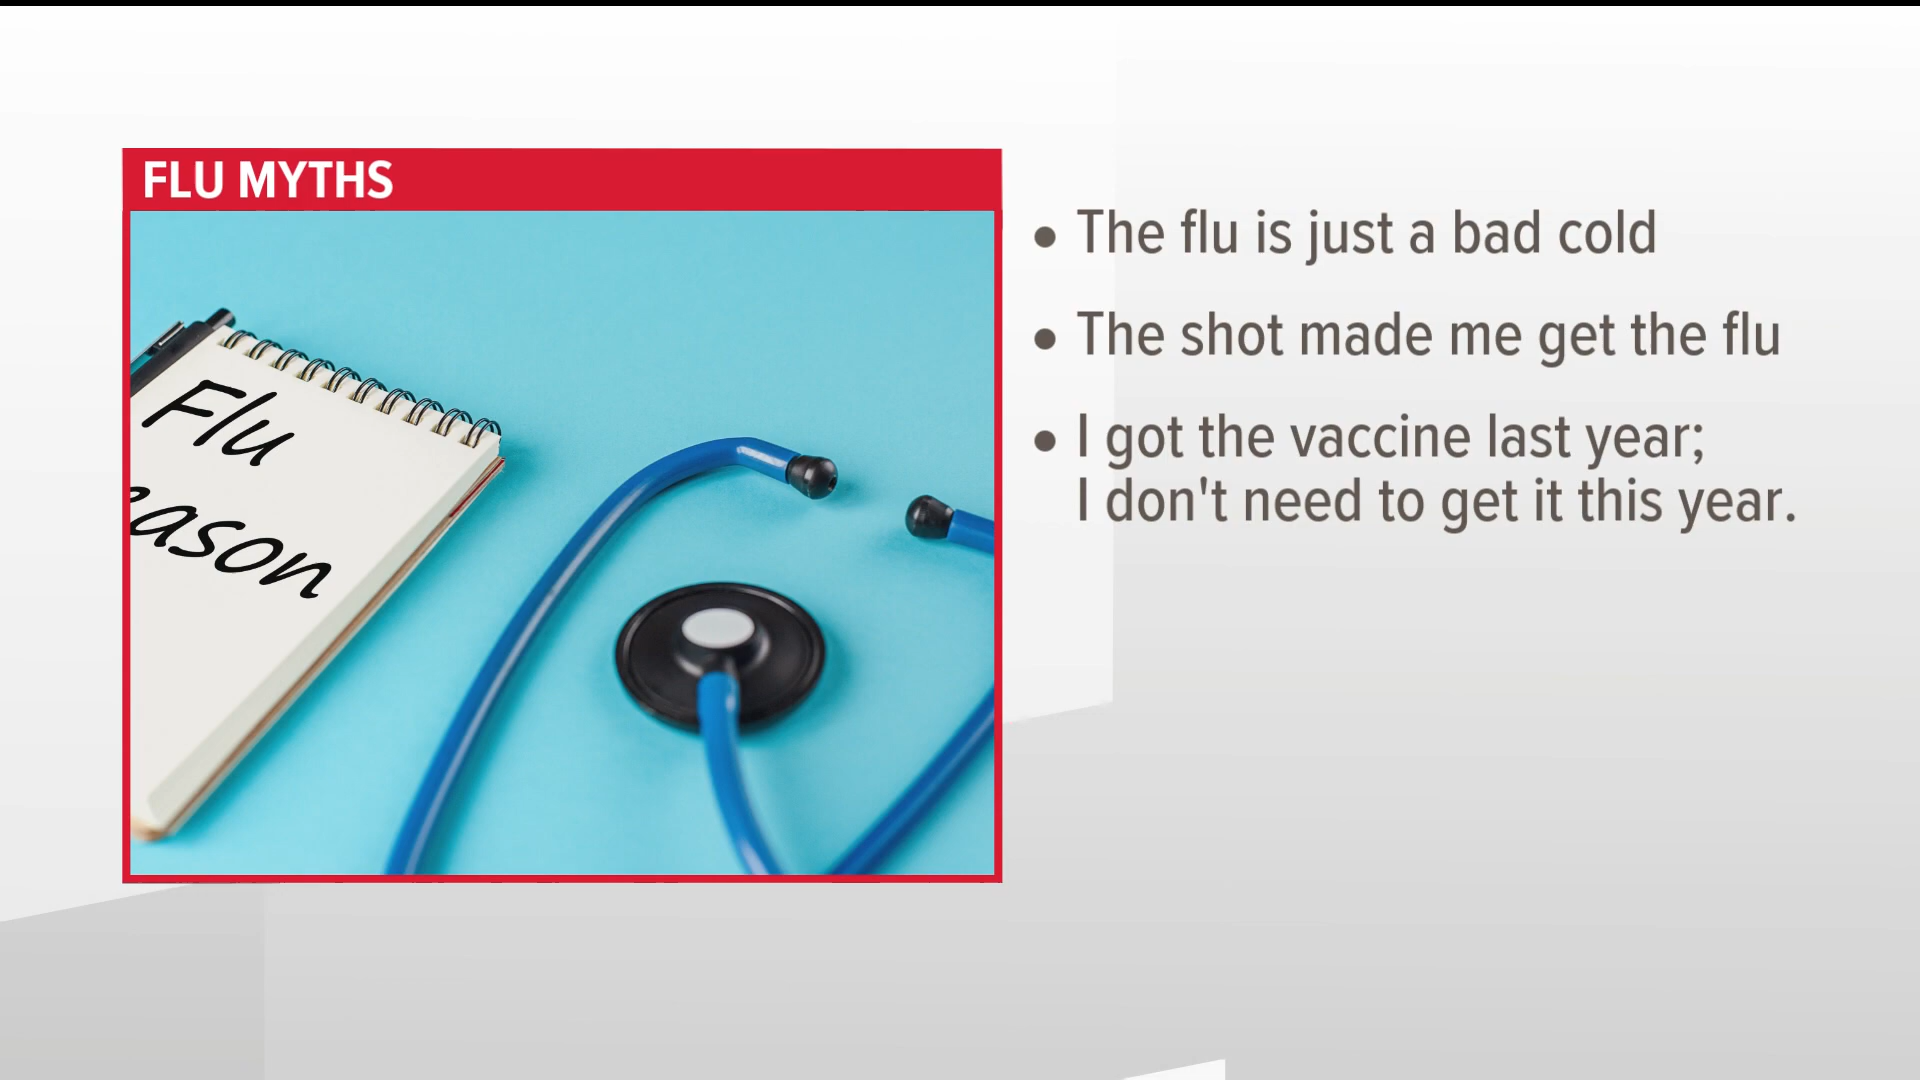 FLU MYTHS
• The flu is just a bad cold
• The shot made me get the flu
• I got the vaccine last year;
I don't need to get it this year.
Flu
eason